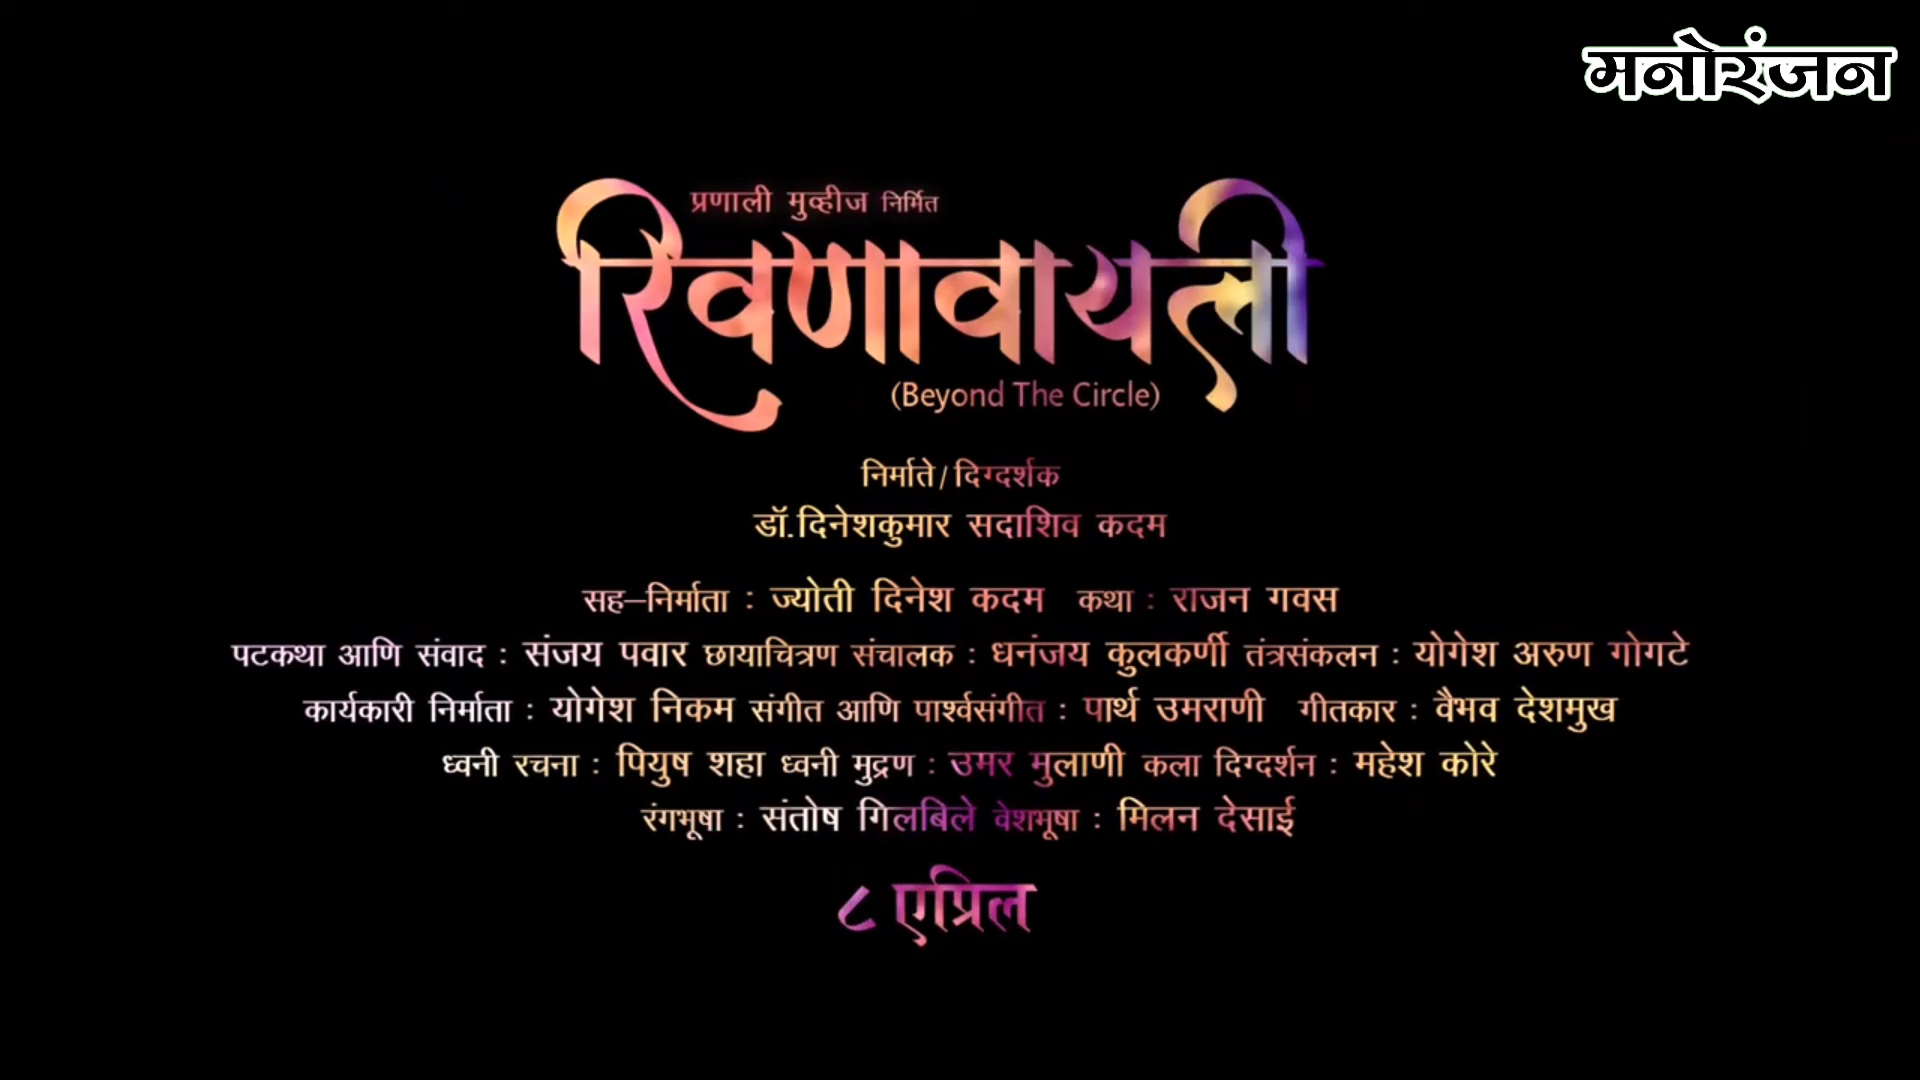 मनोरंजन
प्रणाली मुव्हीज निर्मित
रिवणावायली
(Beyond The Circle)
निर्माते/दिग्दर्शक
डॉ.दिनेशकुमार सदाशिव कदम
सह–निर्माता : ज्योती दिनेश कदम कथा : राजन गवस
पटकथा आणि संवाद : संजय पवार छायाचित्रण संचालक : धनंजय कुलकर्णी तंत्रसंकलन : योगेश अरुण गोगटे
कार्यकारी निर्माता : योगेश निकम संगीत आणि पार्श्वसंगीत : पार्थ उमराणी गीतकार : वैभव देशमुख
ध्वनी रचना : पियुष शहा ध्वनी मुद्रण : उमर मुलाणी कला दिग्दर्शन : महेश कोरे
रंगभूषा : संतोष गिलबिले वेशभूषा : मिलन देसाई
८ एप्रिल